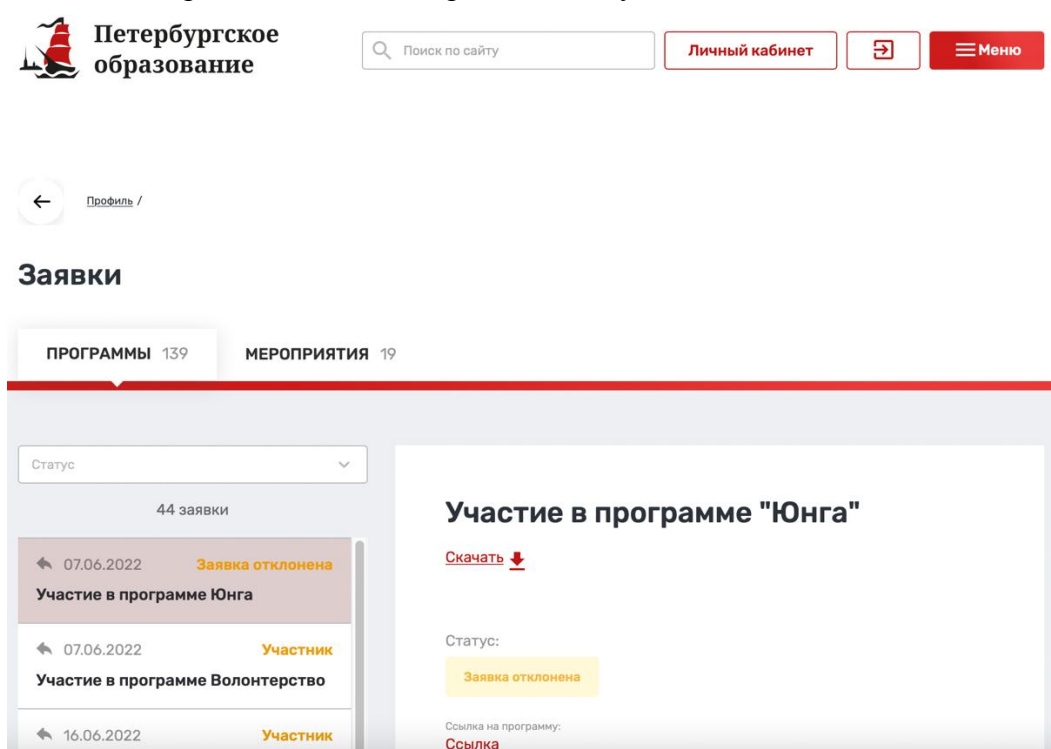 Петербургское
образование
Поиск по сайту
Личный кабинет
Меню
Профиль /
Заявки
ПРОГРАММЫ 139
МЕРОПРИЯТИЯ 19
Статус
44 заявки
07.06.2022 Заявка отклонена
Участие в программе Юнга
07.06.2022 Участник
Участие в программе Волонтерство
16.06.2022 Участник
Участие в программе "Юнга"
Скачать
Статус:
Заявка отклонена
Ссылка на программу:
Ссылка